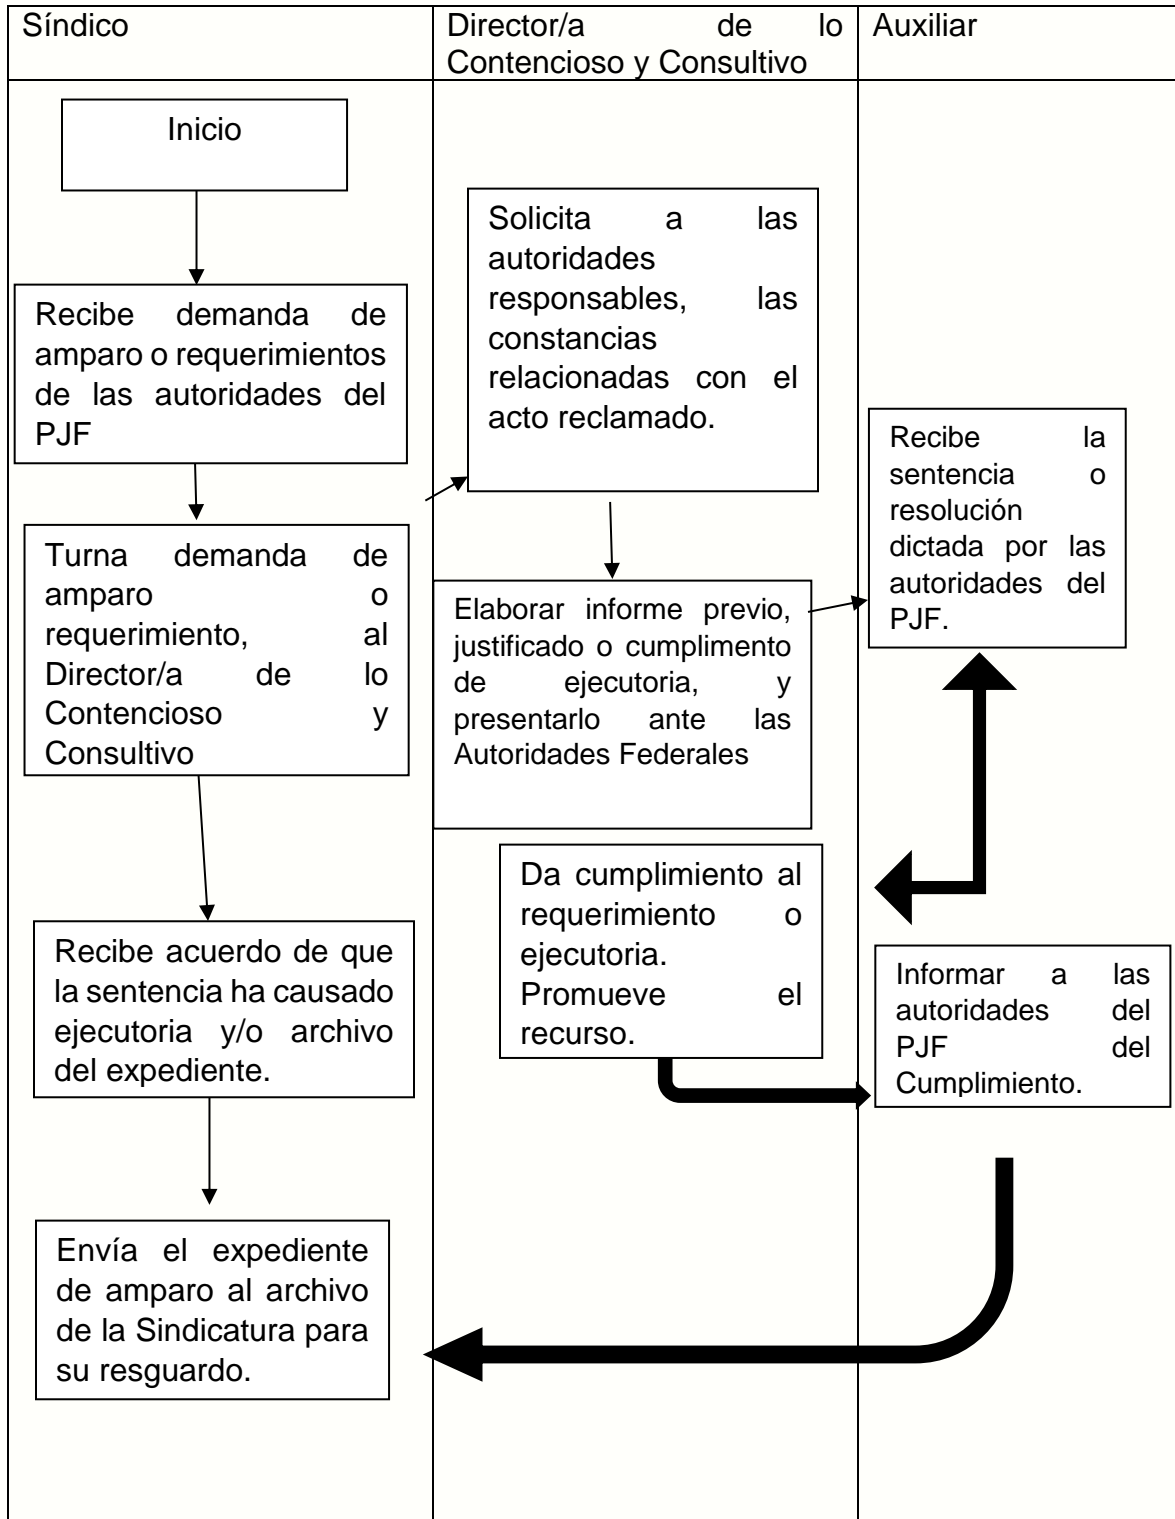 Síndico
Director/a de lo
Contencioso y Consultivo
Auxiliar
Inicio
Recibe demanda de
amparo o requerimientos
de las autoridades del
PJF
Turna demanda de
amparo o
requerimiento, al
Director/a de lo
Contencioso y
Consultivo
Recibe acuerdo de que
la sentencia ha causado
ejecutoria y/o archivo
del expediente.
Envía el expediente
de amparo al archivo
de la Sindicatura para
su resguardo.
Solicita a las
autoridades
responsables, las
constancias
relacionadas con el
acto reclamado.
Elaborar informe previo,
justificado o cumplimento
de ejecutoria, y
presentarlo ante las
Autoridades Federales
Da cumplimiento al
requerimiento o
ejecutoria.
Promueve el
recurso.
Recibe la
sentencia o
resolución
dictada por las
autoridades del
PJF.
Informar a las
autoridades del
PJF del
Cumplimiento.